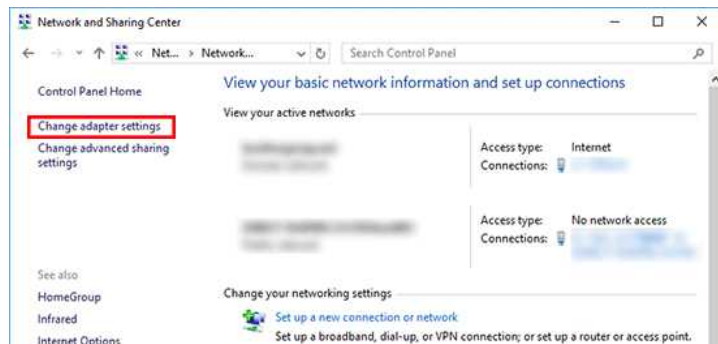 Network and Sharing Center
« Net... › Network...
Search Control Panel
Control Panel Home
Change adapter settings
Change advanced sharing
settings
See also
HomeGroup
Infrared
Internet Options
View your basic network information and set up connections
View your active networks
Access type: Internet
Connections:
Access type: No network access
Connections:
Change your networking settings
Set up a new connection or network
Set up a broadband, dial-up, or VPN connection; or set up a router or access point.